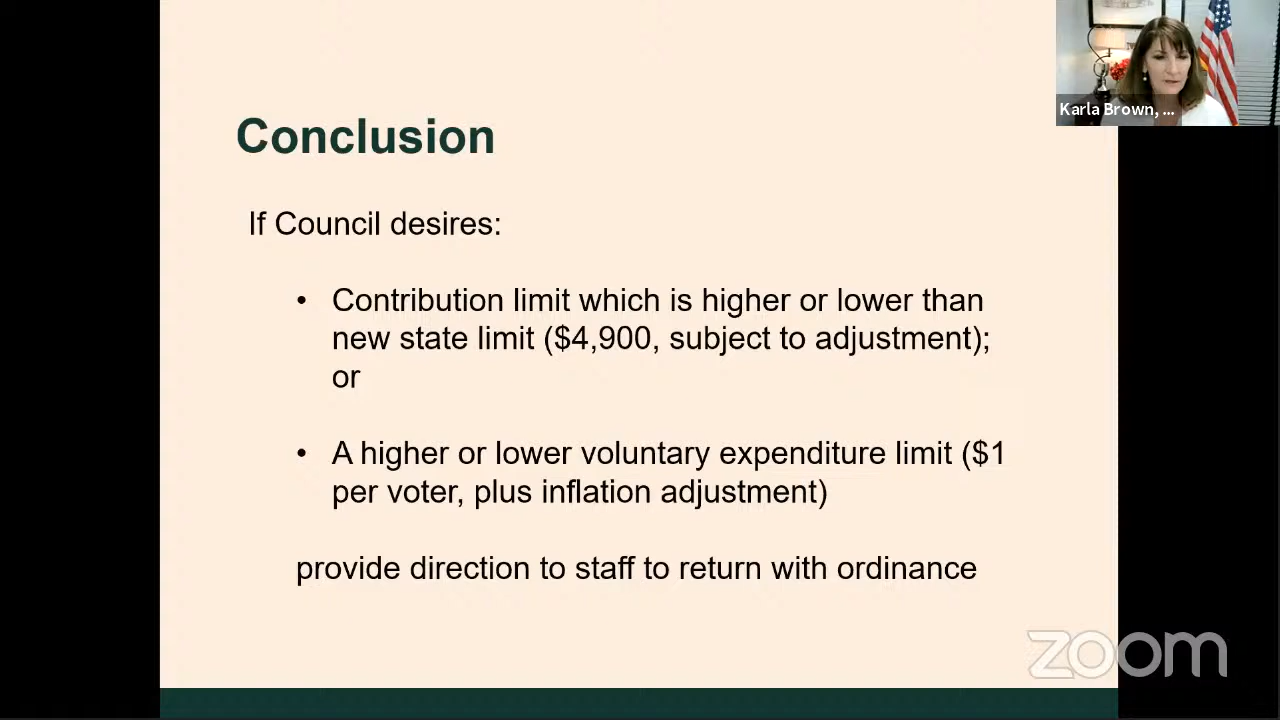 Karla Brown, ...
Conclusion
If Council desires:
• Contribution limit which is higher or lower than
new state limit ($4,900, subject to adjustment);
or
• A higher or lower voluntary expenditure limit ($1
per voter, plus inflation adjustment)
provide direction to staff to return with ordinance
zoom